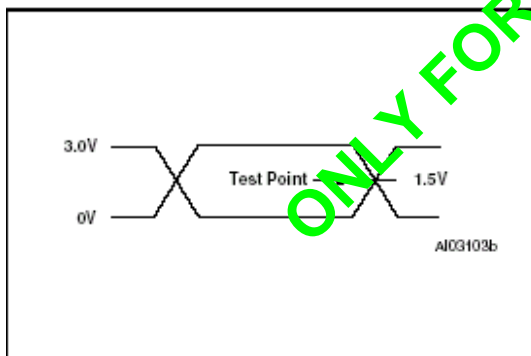 ONLY FOR
3.0V
Test Point
1.5V
0V
AI03103b